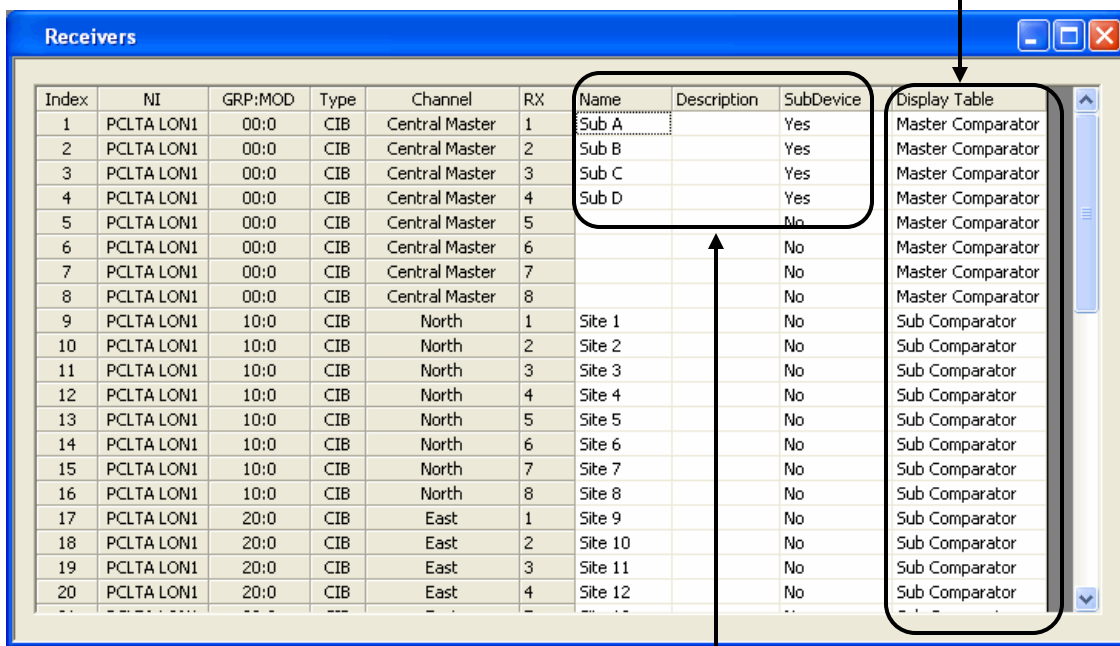 Receivers
Index NI GRP:MOD Type Channel RX Name Description SubDevice Display Table
1 PCLTA LON1 00:0 CIB Central Master 1 Sub A Yes Master Comparator
2 PCLTA LON1 00:0 CIB Central Master 2 Sub B Yes Master Comparator
3 PCLTA LON1 00:0 CIB Central Master 3 Sub C Yes Master Comparator
4 PCLTA LON1 00:0 CIB Central Master 4 Sub D Yes Master Comparator
5 PCLTA LON1 00:0 CIB Central Master 5 No Master Comparator
6 PCLTA LON1 00:0 CIB Central Master 6 No Master Comparator
7 PCLTA LON1 00:0 CIB Central Master 7 No Master Comparator
8 PCLTA LON1 00:0 CIB Central Master 8 No Master Comparator
9 PCLTA LON1 10:0 CIB North 1 Site 1 No Sub Comparator
10 PCLTA LON1 10:0 CIB North 2 Site 2 No Sub Comparator
11 PCLTA LON1 10:0 CIB North 3 Site 3 No Sub Comparator
12 PCLTA LON1 10:0 CIB North 4 Site 4 No Sub Comparator
13 PCLTA LON1 10:0 CIB North 5 Site 5 No Sub Comparator
14 PCLTA LON1 10:0 CIB North 6 Site 6 No Sub Comparator
15 PCLTA LON1 10:0 CIB North 7 Site 7 No Sub Comparator
16 PCLTA LON1 10:0 CIB North 8 Site 8 No Sub Comparator
17 PCLTA LON1 20:0 CIB East 1 Site 9 No Sub Comparator
18 PCLTA LON1 20:0 CIB East 2 Site 10 No Sub Comparator
19 PCLTA LON1 20:0 CIB East 3 Site 11 No Sub Comparator
20 PCLTA LON1 20:0 CIB East 4 Site 12 No Sub Comparator